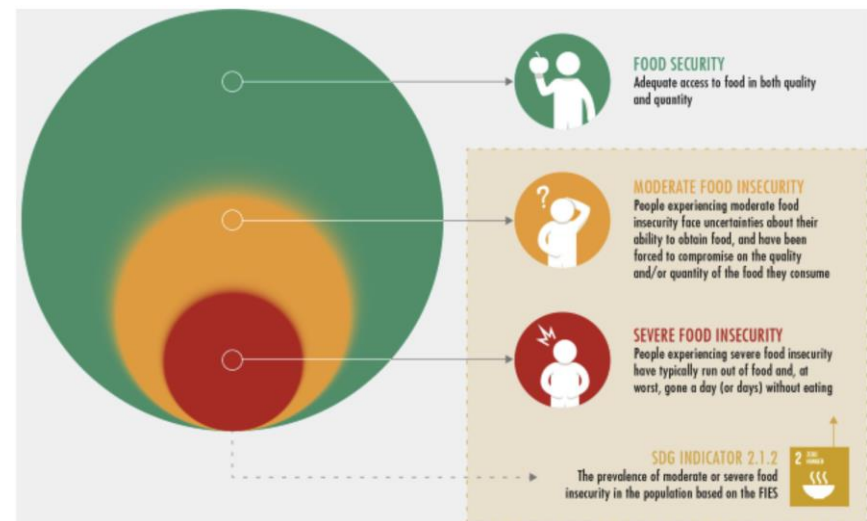 FOOD SECURITY
Adequate access to food in both quality
and quantity
?
MODERATE FOOD INSECURITY
People experiencing moderate food
insecurity face uncertainties about their
ability to obtain food, and have been
forced to compromise on the quality
and/or quantity of the food they consume
SEVERE FOOD INSECURITY
People experiencing severe food insecurity
have typically run out of food and, at
worst, gone a day (or days) without eating
SDG INDICATOR 2.1.2
The prevalence of moderate or severe food
insecurity in the population based on the FIES
2 ZERO
HUNGER